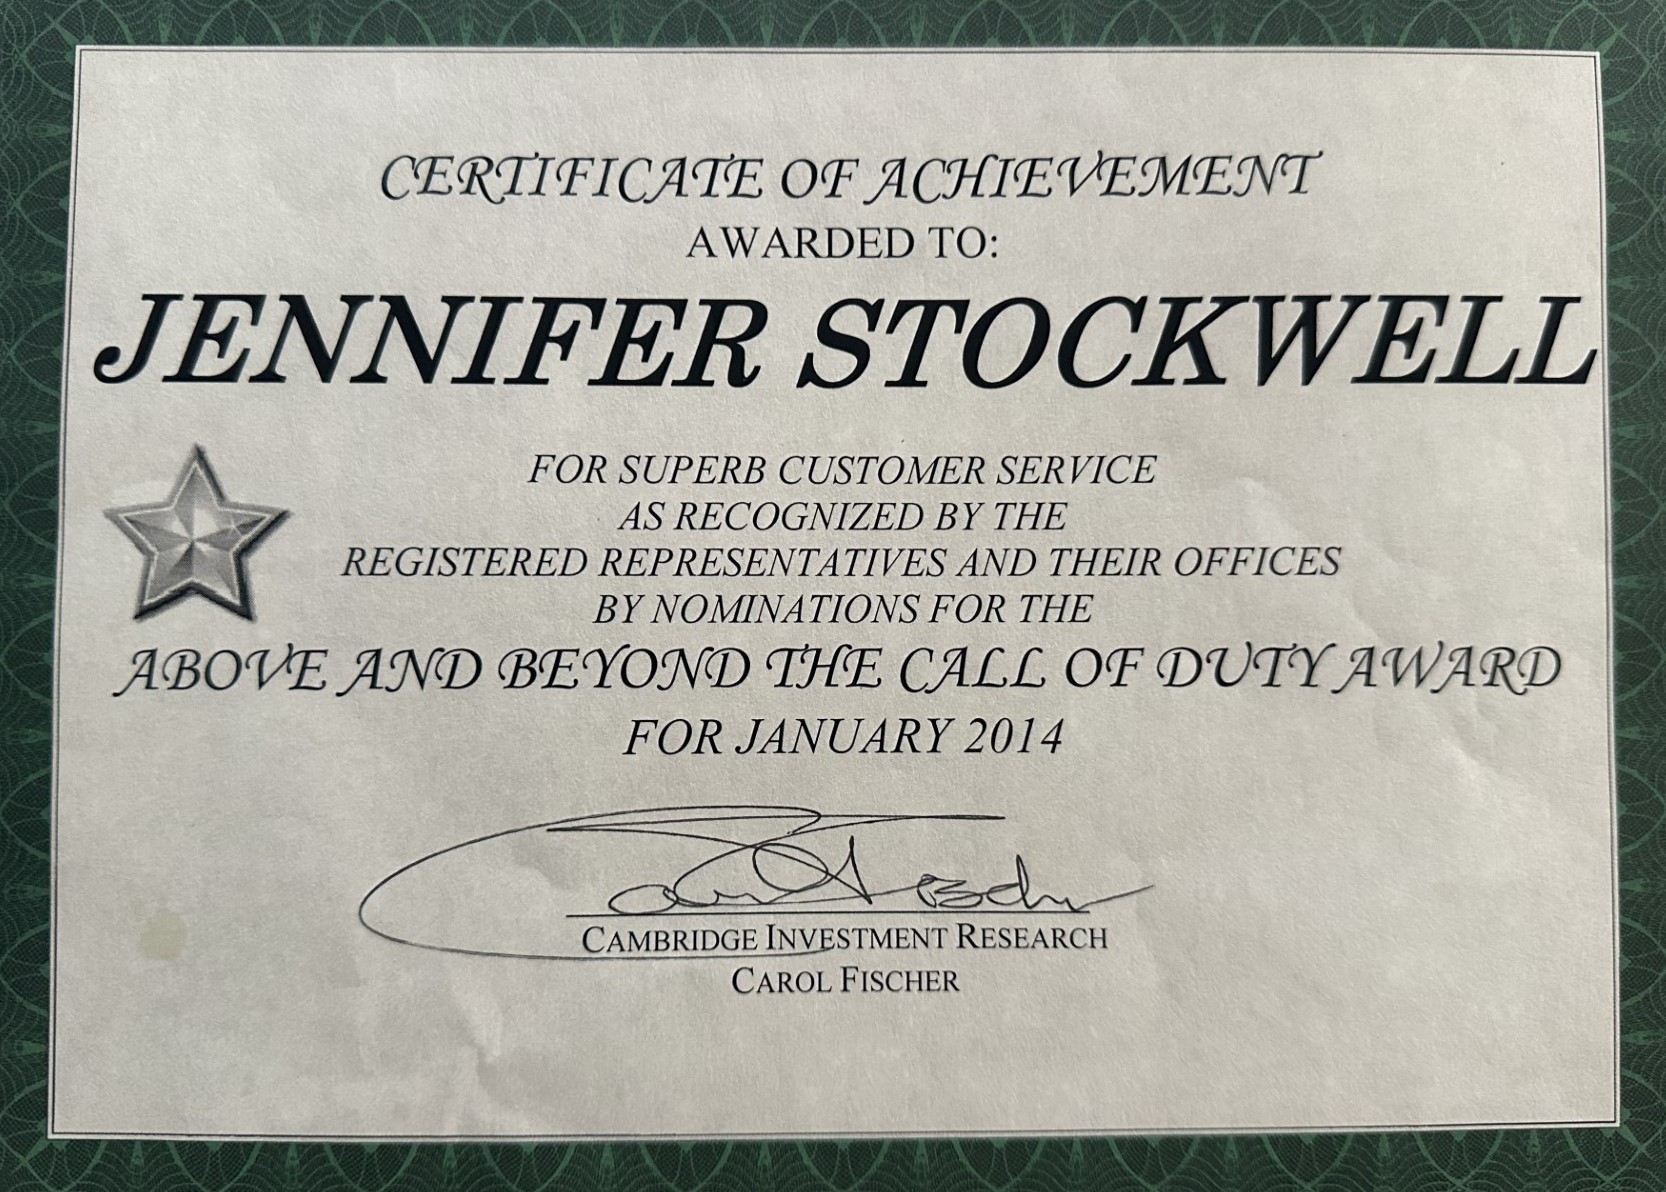 CERTIFICATE OF ACHIEVEMENT
AWARDED TO:
JENNIFER STOCKWELL
FOR SUPERB CUSTOMER SERVICE
AS RECOGNIZED BY THE
REGISTERED REPRESENTATIVES AND THEIR OFFICES
BY NOMINATIONS FOR THE
ABOVE AND BEYOND THE CALL OF DUTY AWARD
FOR JANUARY 2014
CAMBRIDGE INVESTMENT RESEARCH
CAROL FISCHER